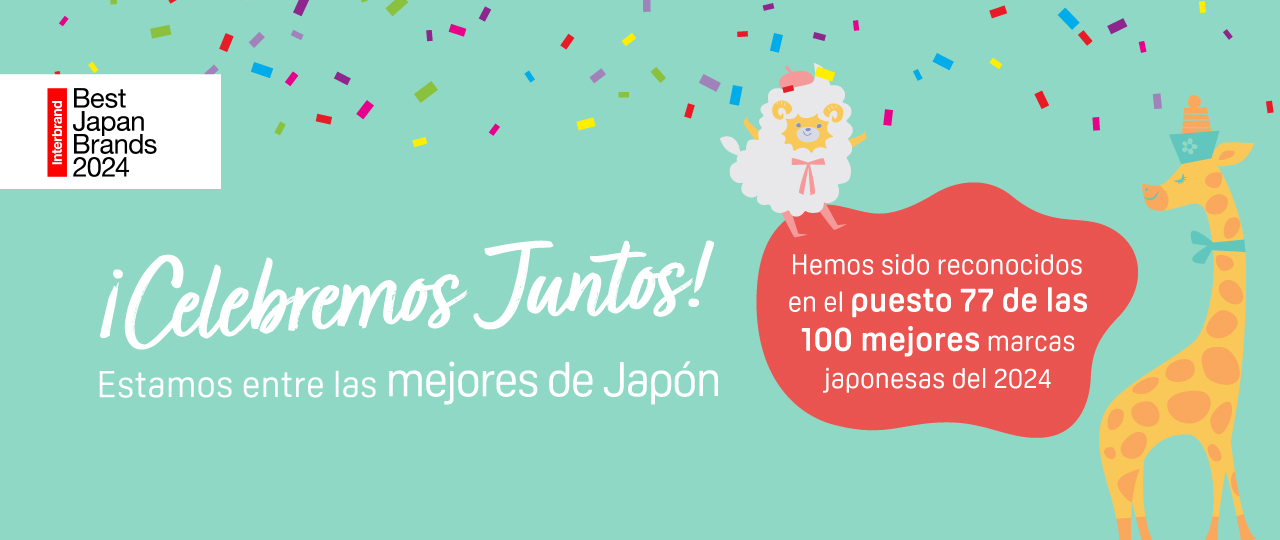 Interbrand
Best
Japan
Brands
2024
¡Celebremos Juntos!
Estamos entre las mejores de Japón
Hemos sido reconocidos
en el puesto 77 de las
100 mejores marcas
japonesas del 2024